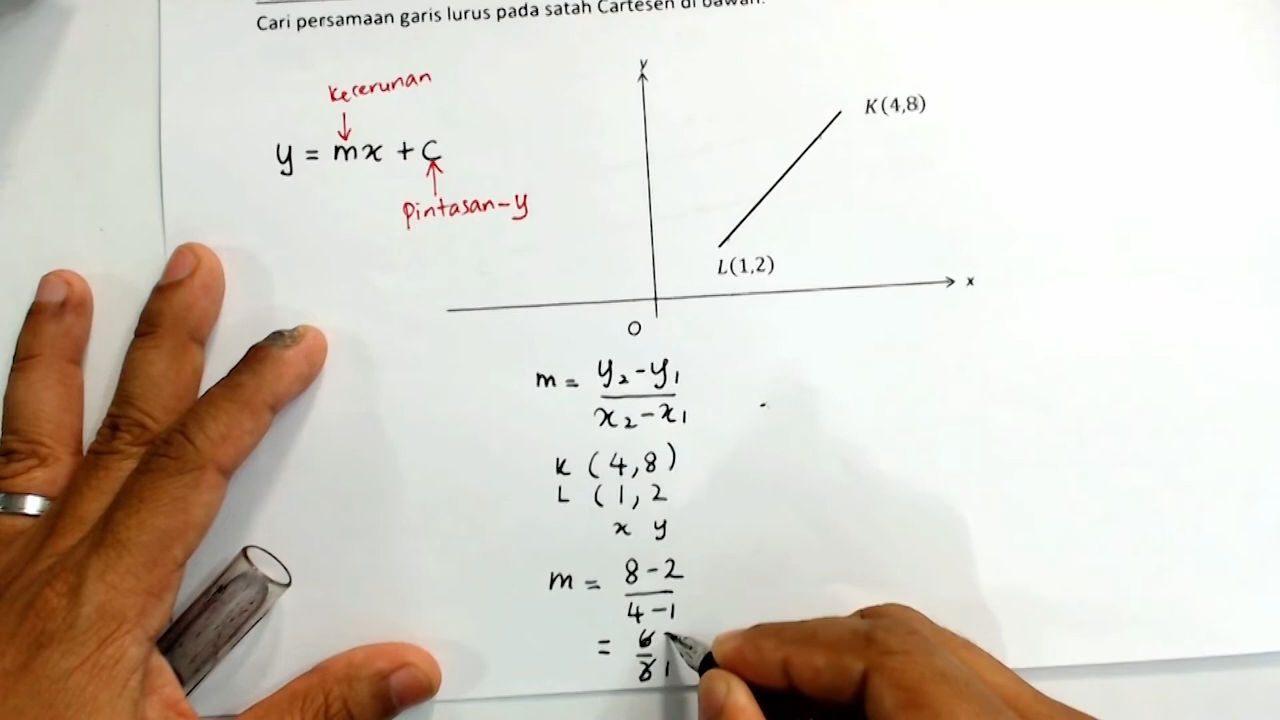 Cari persamaan garis lurus pada satah Cartesen di bawah.
kecerunan
y = mx + c
pintasan-y
y
K(4,8)
L(1,2)
x
O
m = y₂ - y₁
x₂ - x₁
K (4,8)
L (1,2
x y
m = 8 - 2
4 - 1
= 6
3 1